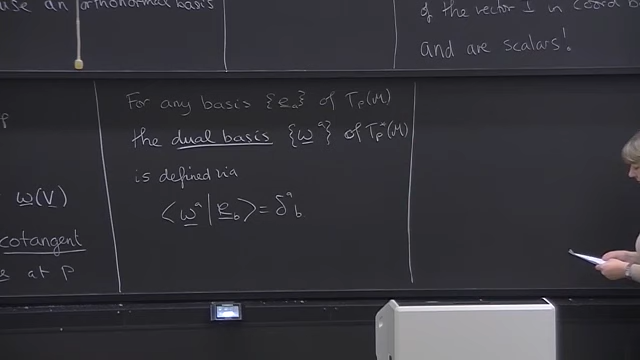 use an orthonormal basis
of the vector V in coord b
and are scalars!
ω(V)
cotangent
at P
For any basis {e_a} of T_P(M)
the dual basis {ω^a} of T_P^*(M)
is defined via
⟨ω^a | e_b⟩ = δ^a_b